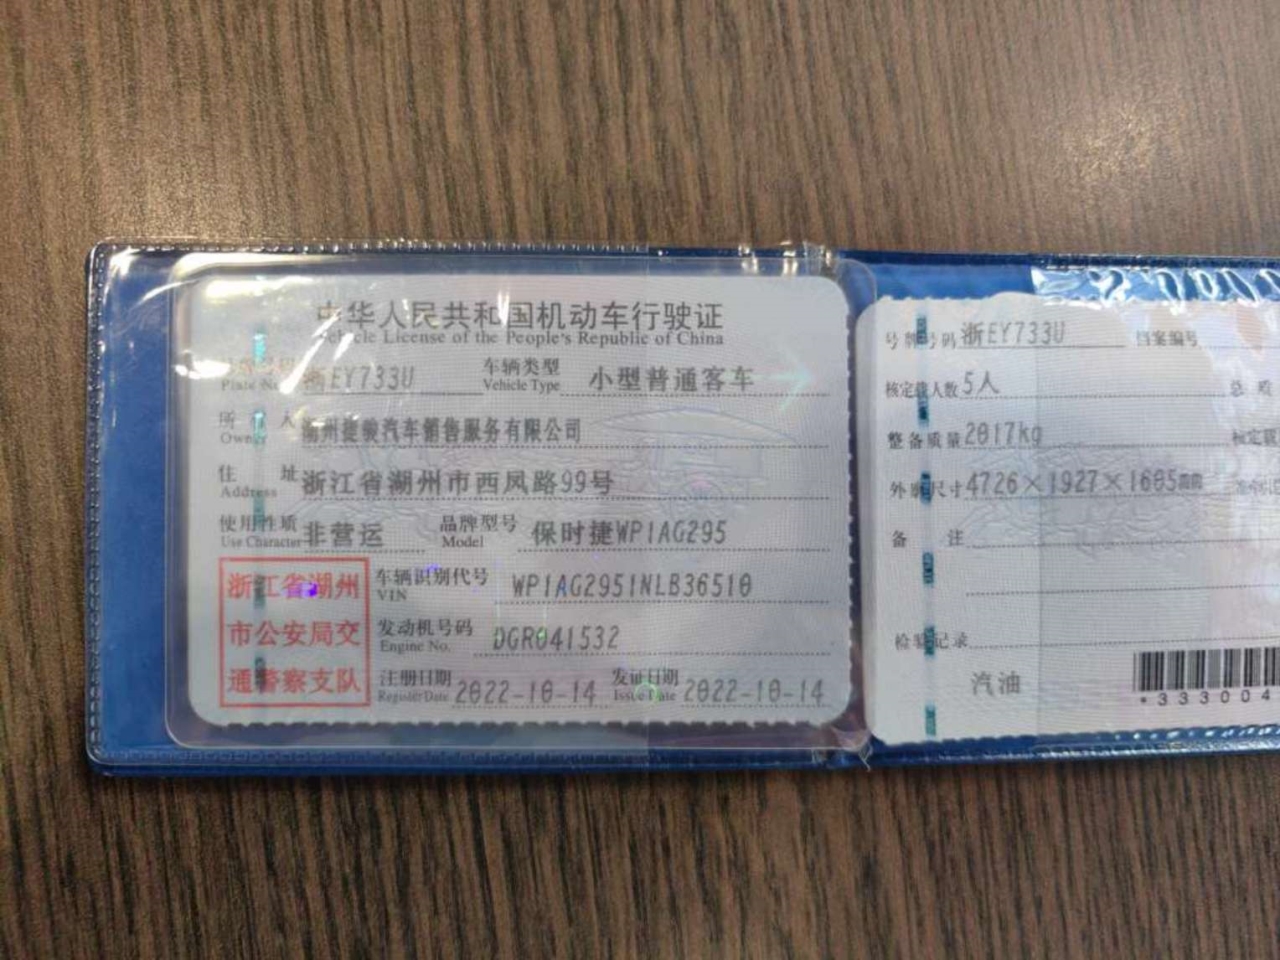 中华人民共和国机动车行驶证
Vehicle License of the People's Republic of China
号牌号码 浙EY733U 车辆类型 小型普通客车
Plate No. Vehicle Type
所有人 湖州捷骏汽车销售服务有限公司
Owner
住址 浙江省湖州市西凤路99号
Address
使用性质 非营运 品牌型号 保时捷WP1AG295
Use Character Model
浙江省湖州
市公安局交
通警察支队
车辆识别代号 WP1AG2951NLB36510
VIN
发动机号码 DGR041532
Engine No.
注册日期 2022-10-14 发证日期 2022-10-14
Register Date Issue Date
号牌号码 浙EY733U 档案编号
核定载人数 5人 总质
整备质量 2017kg 核定载
外廓尺寸 4726×1927×1685mm
备注
检验记录
汽油
*333004